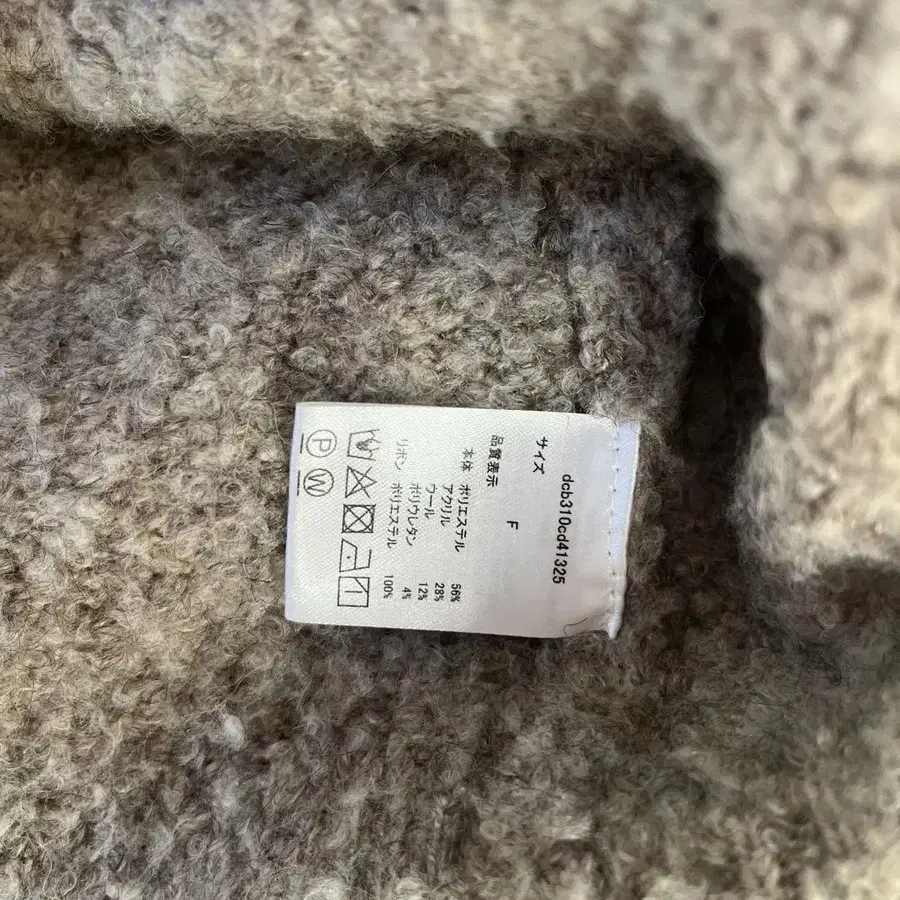 dcb310cd41325
サイズ F
品質表示
本体 ポリエステル 56%
アクリル 28%
ウール 12%
ポリウレタン 4%
リボン ポリエステル 100%
P W